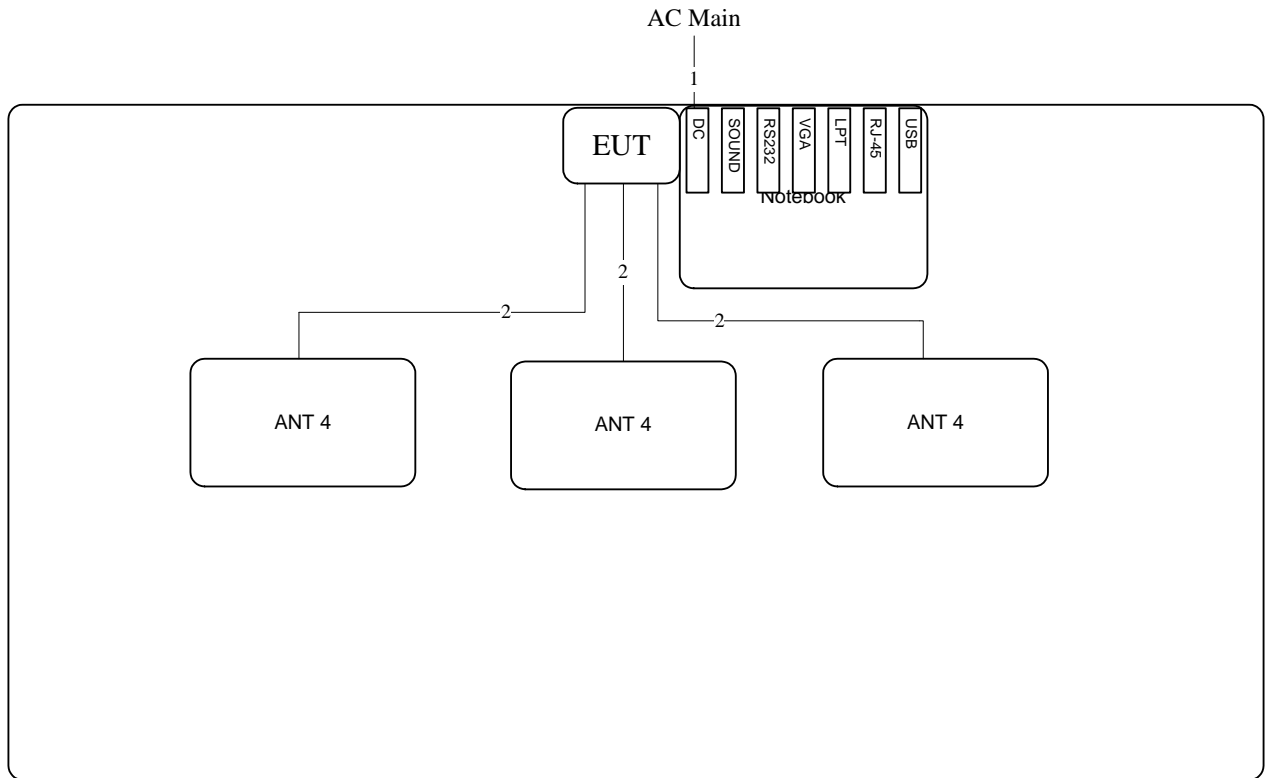 AC Main
1
EUT
DC
SOUND
RS232
VGA
LPT
RJ-45
USB
Notebook
2
2
2
ANT 4
ANT 4
ANT 4